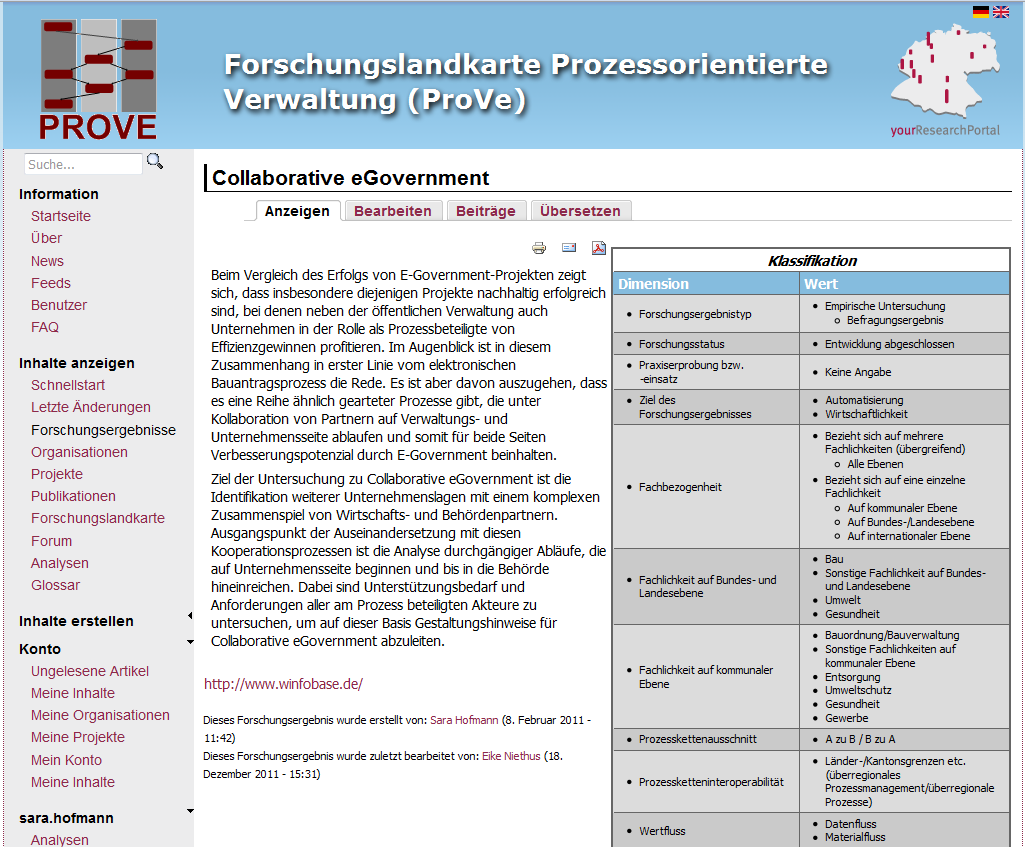 PROVE
Forschungslandkarte Prozessorientierte
Verwaltung (ProVe)
yourResearchPortal
Suche...
Information
Startseite
Über
News
Feeds
Benutzer
FAQ
Inhalte anzeigen
Schnellstart
Letzte Änderungen
Forschungsergebnisse
Organisationen
Projekte
Publikationen
Forschungslandkarte
Forum
Analysen
Glossar
Inhalte erstellen
Konto
Ungelesene Artikel
Meine Inhalte
Meine Organisationen
Meine Projekte
Mein Konto
Meine Inhalte
sara.hofmann
Analysen
Collaborative eGovernment
Anzeigen Bearbeiten Beiträge Übersetzen
Beim Vergleich des Erfolgs von E-Government-Projekten zeigt
sich, dass insbesondere diejenigen Projekte nachhaltig erfolgreich
sind, bei denen neben der öffentlichen Verwaltung auch
Unternehmen in der Rolle als Prozessbeteiligte von
Effizienzgewinnen profitieren. Im Augenblick ist in diesem
Zusammenhang in erster Linie vom elektronischen
Bauantragsprozess die Rede. Es ist aber davon auszugehen, dass
es eine Reihe ähnlich gearteter Prozesse gibt, die unter
Kollaboration von Partnern auf Verwaltungs- und
Unternehmensseite ablaufen und somit für beide Seiten
Verbesserungspotenzial durch E-Government beinhalten.
Ziel der Untersuchung zu Collaborative eGovernment ist die
Identifikation weiterer Unternehmenslagen mit einem komplexen
Zusammenspiel von Wirtschafts- und Behördenpartnern.
Ausgangspunkt der Auseinandersetzung mit diesen
Kooperationsprozessen ist die Analyse durchgängiger Abläufe, die
auf Unternehmensseite beginnen und bis in die Behörde
hineinreichen. Dabei sind Unterstützungsbedarf und
Anforderungen aller am Prozess beteiligten Akteure zu
untersuchen, um auf dieser Basis Gestaltungshinweise für
Collaborative eGovernment abzuleiten.
http://www.winfobase.de/
Dieses Forschungsergebnis wurde erstellt von: Sara Hofmann (8. Februar 2011 -
11:42)
Dieses Forschungsergebnis wurde zuletzt bearbeitet von: Eike Niethus (18.
Dezember 2011 - 15:31)
Klassifikation
Dimension Wert
Forschungsergebnistyp
Empirische Untersuchung
Befragungsergebnis
Forschungsstatus
Entwicklung abgeschlossen
Praxiserprobung bzw.
-einsatz
Keine Angabe
Ziel des
Forschungsergebnisses
Automatisierung
Wirtschaftlichkeit
Fachbezogenheit
Bezieht sich auf mehrere
Fachlichkeiten (übergreifend)
Alle Ebenen
Bezieht sich auf eine einzelne
Fachlichkeit
Auf kommunaler Ebene
Auf Bundes-/Landesebene
Auf internationaler Ebene
Fachlichkeit auf Bundes- und
Landesebene
Bau
Sonstige Fachlichkeit auf Bundes-
und Landesebene
Umwelt
Gesundheit
Fachlichkeit auf kommunaler
Ebene
Bauordnung/Bauverwaltung
Sonstige Fachlichkeiten auf
kommunaler Ebene
Entsorgung
Umweltschutz
Gesundheit
Gewerbe
Prozesskettenausschnitt
A zu B / B zu A
Prozessketteninteroperabilität
Länder-/Kantonsgrenzen etc.
(überregionales
Prozessmanagement/überregionale
Prozesse)
Wertfluss
Datenfluss
Materialfluss